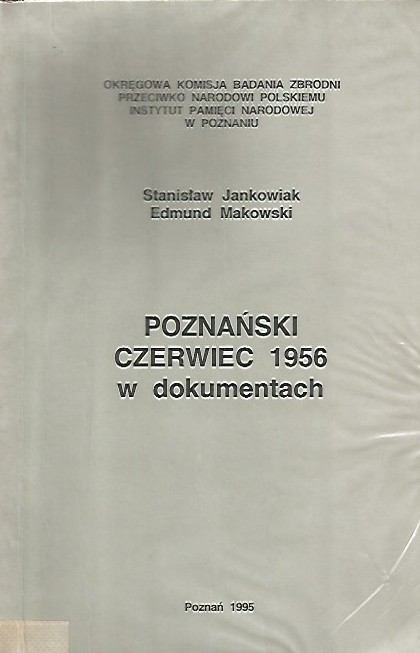 OKRĘGOWA KOMISJA BADANIA ZBRODNI
PRZECIWKO NARODOWI POLSKIEMU
INSTYTUT PAMIĘCI NARODOWEJ
W POZNANIU
Stanisław Jankowiak
Edmund Makowski
POZNAŃSKI
CZERWIEC 1956
w dokumentach
Poznań 1995